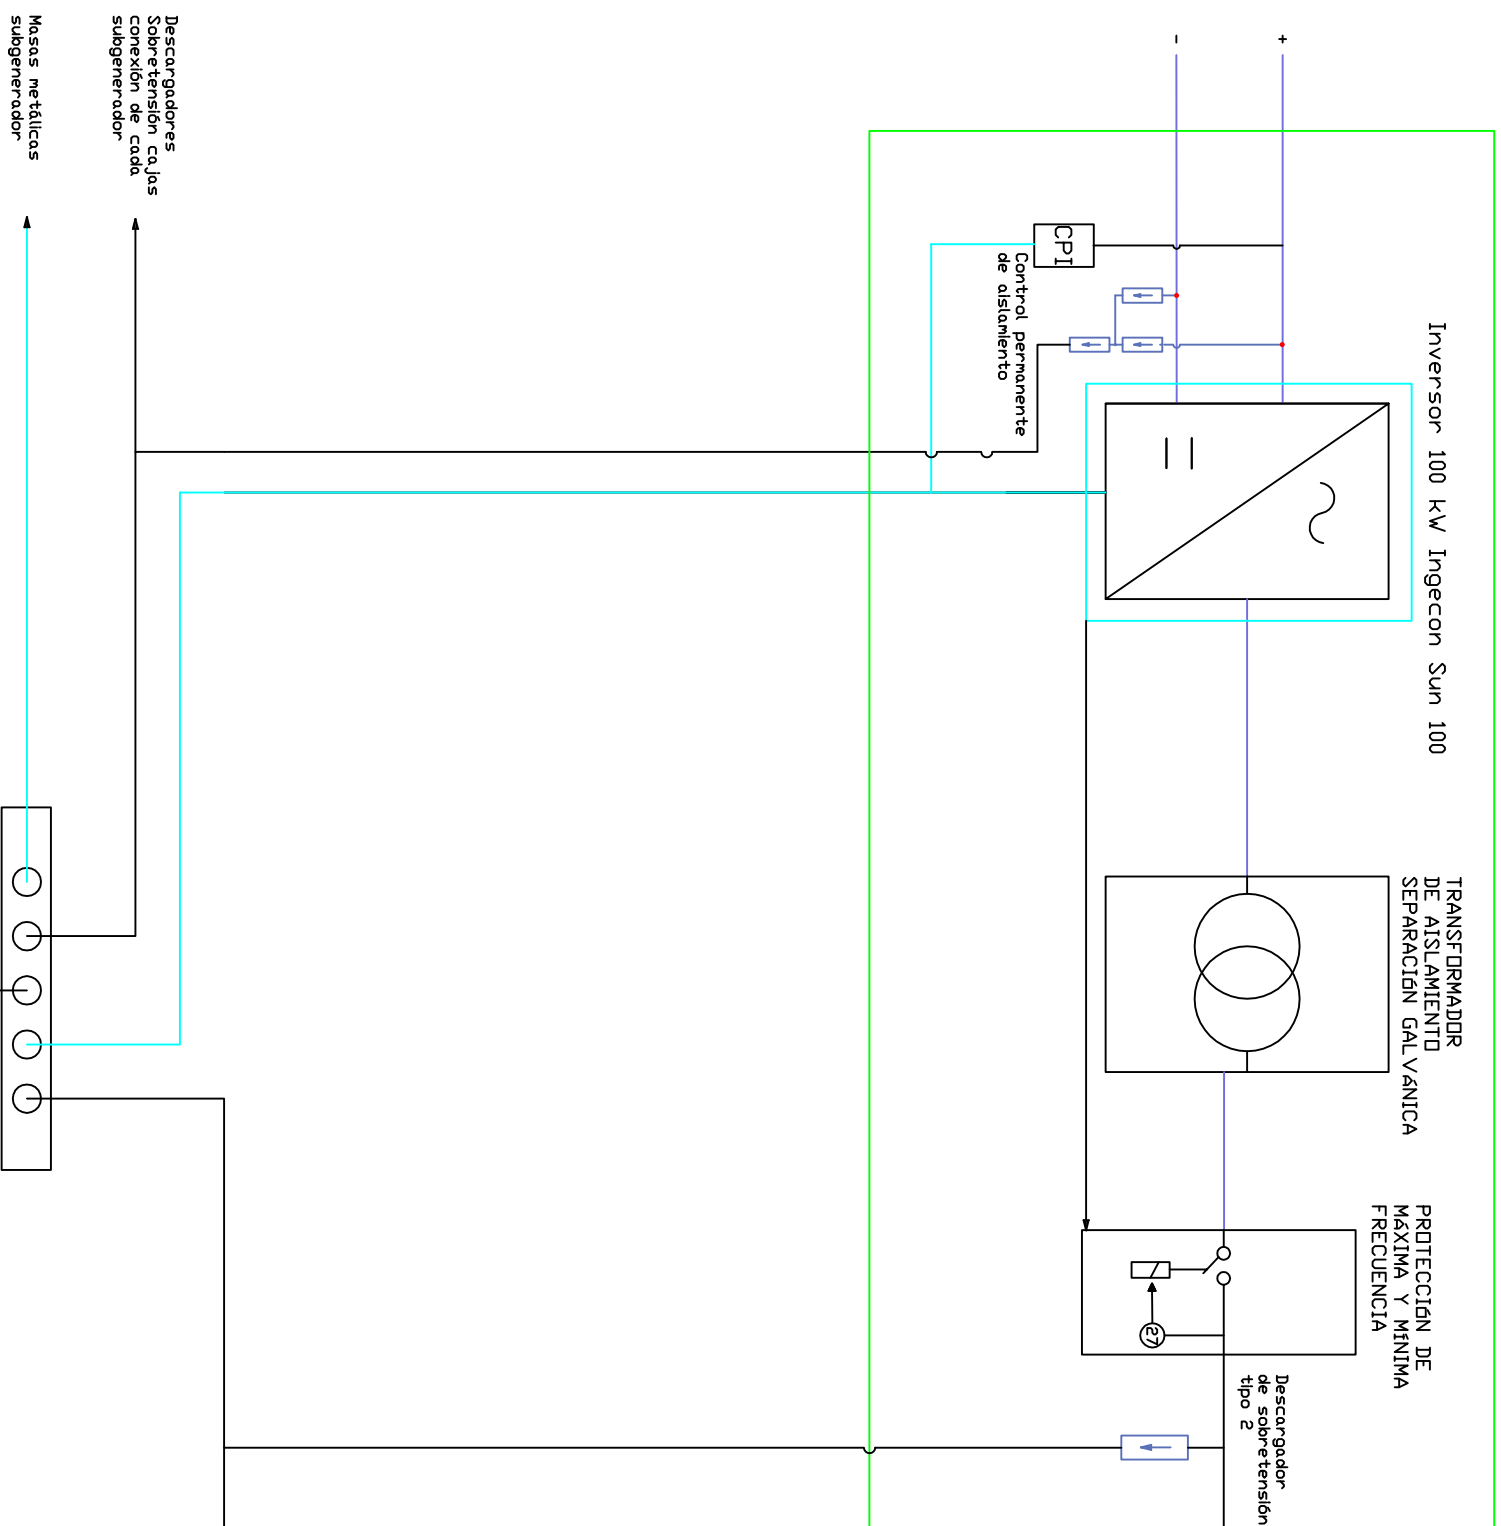 +
-
Inversor 100 kW Ingecon Sun 100
CPI
Control permanente
de aislamiento
TRANSFORMADOR
DE AISLAMIENTO
SEPARACIÓN GALVÁNICA
PROTECCIÓN DE
MÁXIMA Y MÍNIMA
FRECUENCIA
27
Descargador
de sobretensión
tipo 2
Descargadores
Sobretensión cajas
conexión de cada
subgenerador
Masas metálicas
subgenerador